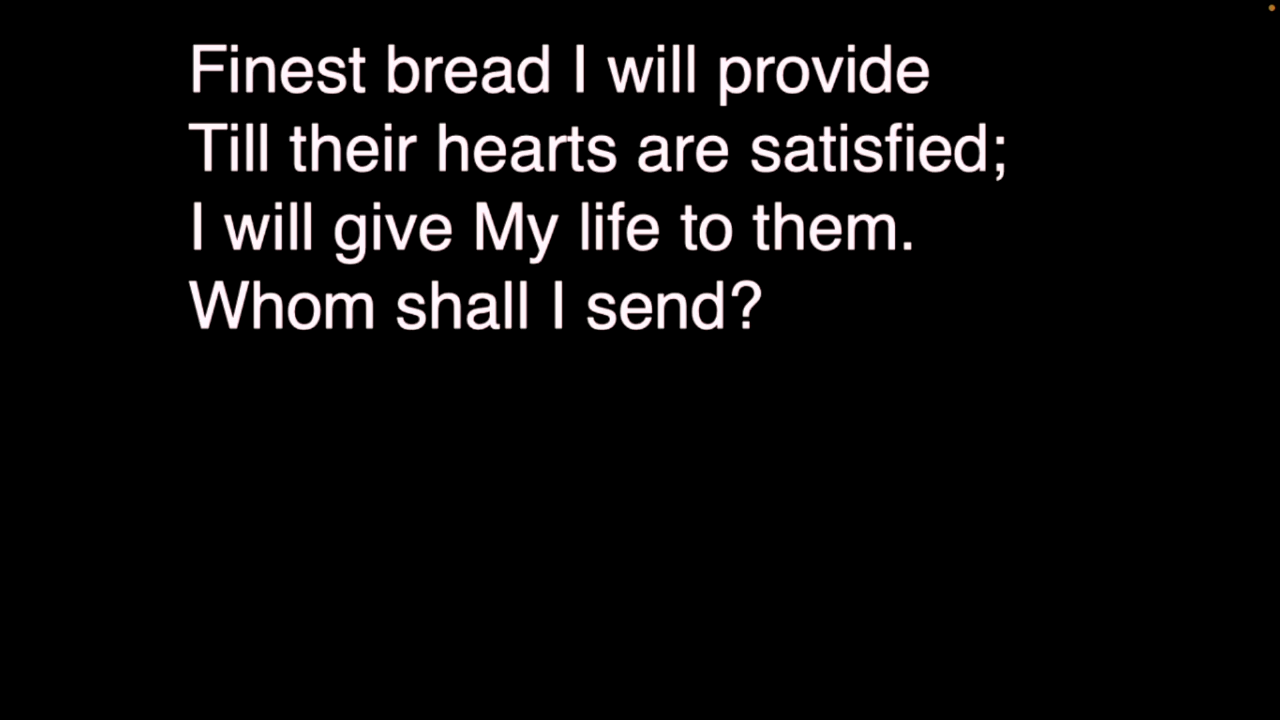 Finest bread I will provide
Till their hearts are satisfied;
I will give My life to them.
Whom shall I send?